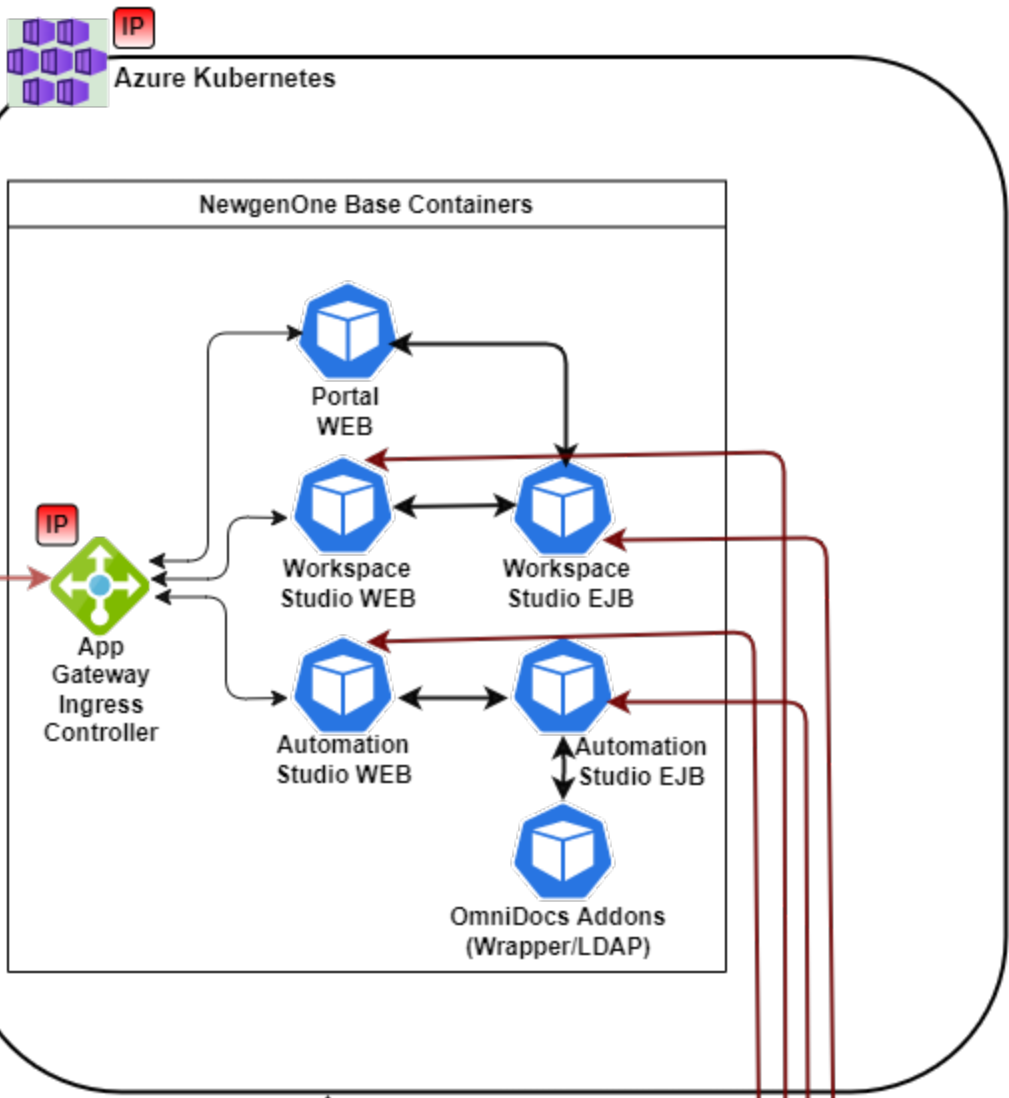 IP
Azure Kubernetes
NewgenOne Base Containers
Portal
WEB
IP
Workspace
Studio WEB
Workspace
Studio EJB
App
Gateway
Ingress
Controller
Automation
Studio WEB
Automation
Studio EJB
OmniDocs Addons
(Wrapper/LDAP)